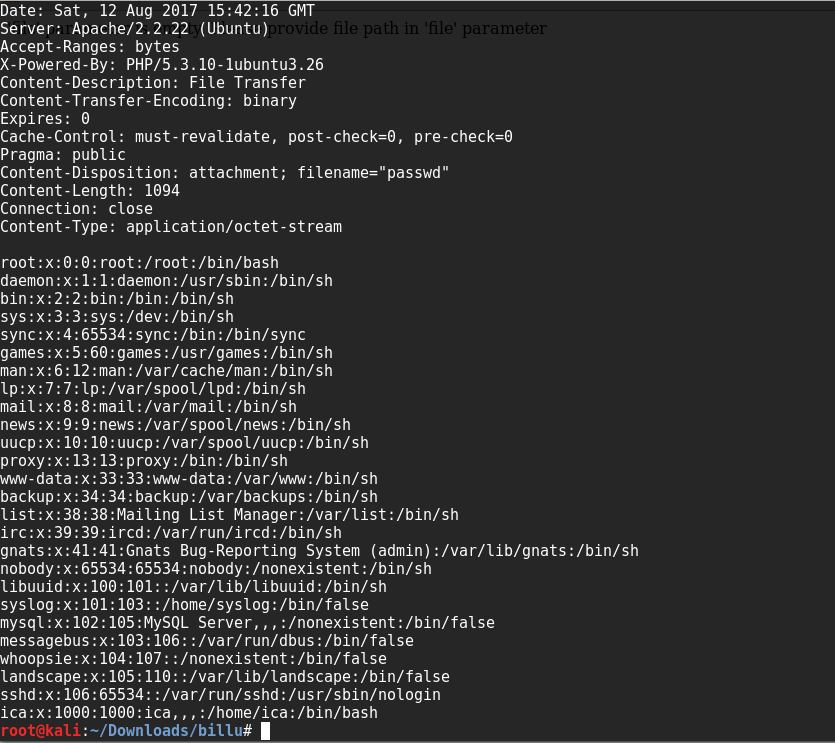 Date: Sat, 12 Aug 2017 15:42:16 GMT
Server: Apache/2.2.22 (Ubuntu) provide file path in 'file' parameter
Accept-Ranges: bytes
X-Powered-By: PHP/5.3.10-1ubuntu3.26
Content-Description: File Transfer
Content-Transfer-Encoding: binary
Expires: 0
Cache-Control: must-revalidate, post-check=0, pre-check=0
Pragma: public
Content-Disposition: attachment; filename="passwd"
Content-Length: 1094
Connection: close
Content-Type: application/octet-stream
root:x:0:0:root:/root:/bin/bash
daemon:x:1:1:daemon:/usr/sbin:/bin/sh
bin:x:2:2:bin:/bin:/bin/sh
sys:x:3:3:sys:/dev:/bin/sh
sync:x:4:65534:sync:/bin:/bin/sync
games:x:5:60:games:/usr/games:/bin/sh
man:x:6:12:man:/var/cache/man:/bin/sh
lp:x:7:7:lp:/var/spool/lpd:/bin/sh
mail:x:8:8:mail:/var/mail:/bin/sh
news:x:9:9:news:/var/spool/news:/bin/sh
uucp:x:10:10:uucp:/var/spool/uucp:/bin/sh
proxy:x:13:13:proxy:/bin:/bin/sh
www-data:x:33:33:www-data:/var/www:/bin/sh
backup:x:34:34:backup:/var/backups:/bin/sh
list:x:38:38:Mailing List Manager:/var/list:/bin/sh
irc:x:39:39:ircd:/var/run/ircd:/bin/sh
gnats:x:41:41:Gnats Bug-Reporting System (admin):/var/lib/gnats:/bin/sh
nobody:x:65534:65534:nobody:/nonexistent:/bin/sh
libuuid:x:100:101::/var/lib/libuuid:/bin/sh
syslog:x:101:103::/home/syslog:/bin/false
mysql:x:102:105:MySQL Server,,,:/nonexistent:/bin/false
messagebus:x:103:106::/var/run/dbus:/bin/false
whoopsie:x:104:107::/nonexistent:/bin/false
landscape:x:105:110::/var/lib/landscape:/bin/false
sshd:x:106:65534::/var/run/sshd:/usr/sbin/nologin
ica:x:1000:1000:ica,,,:/home/ica:/bin/bash
root@kali:~/Downloads/billu#